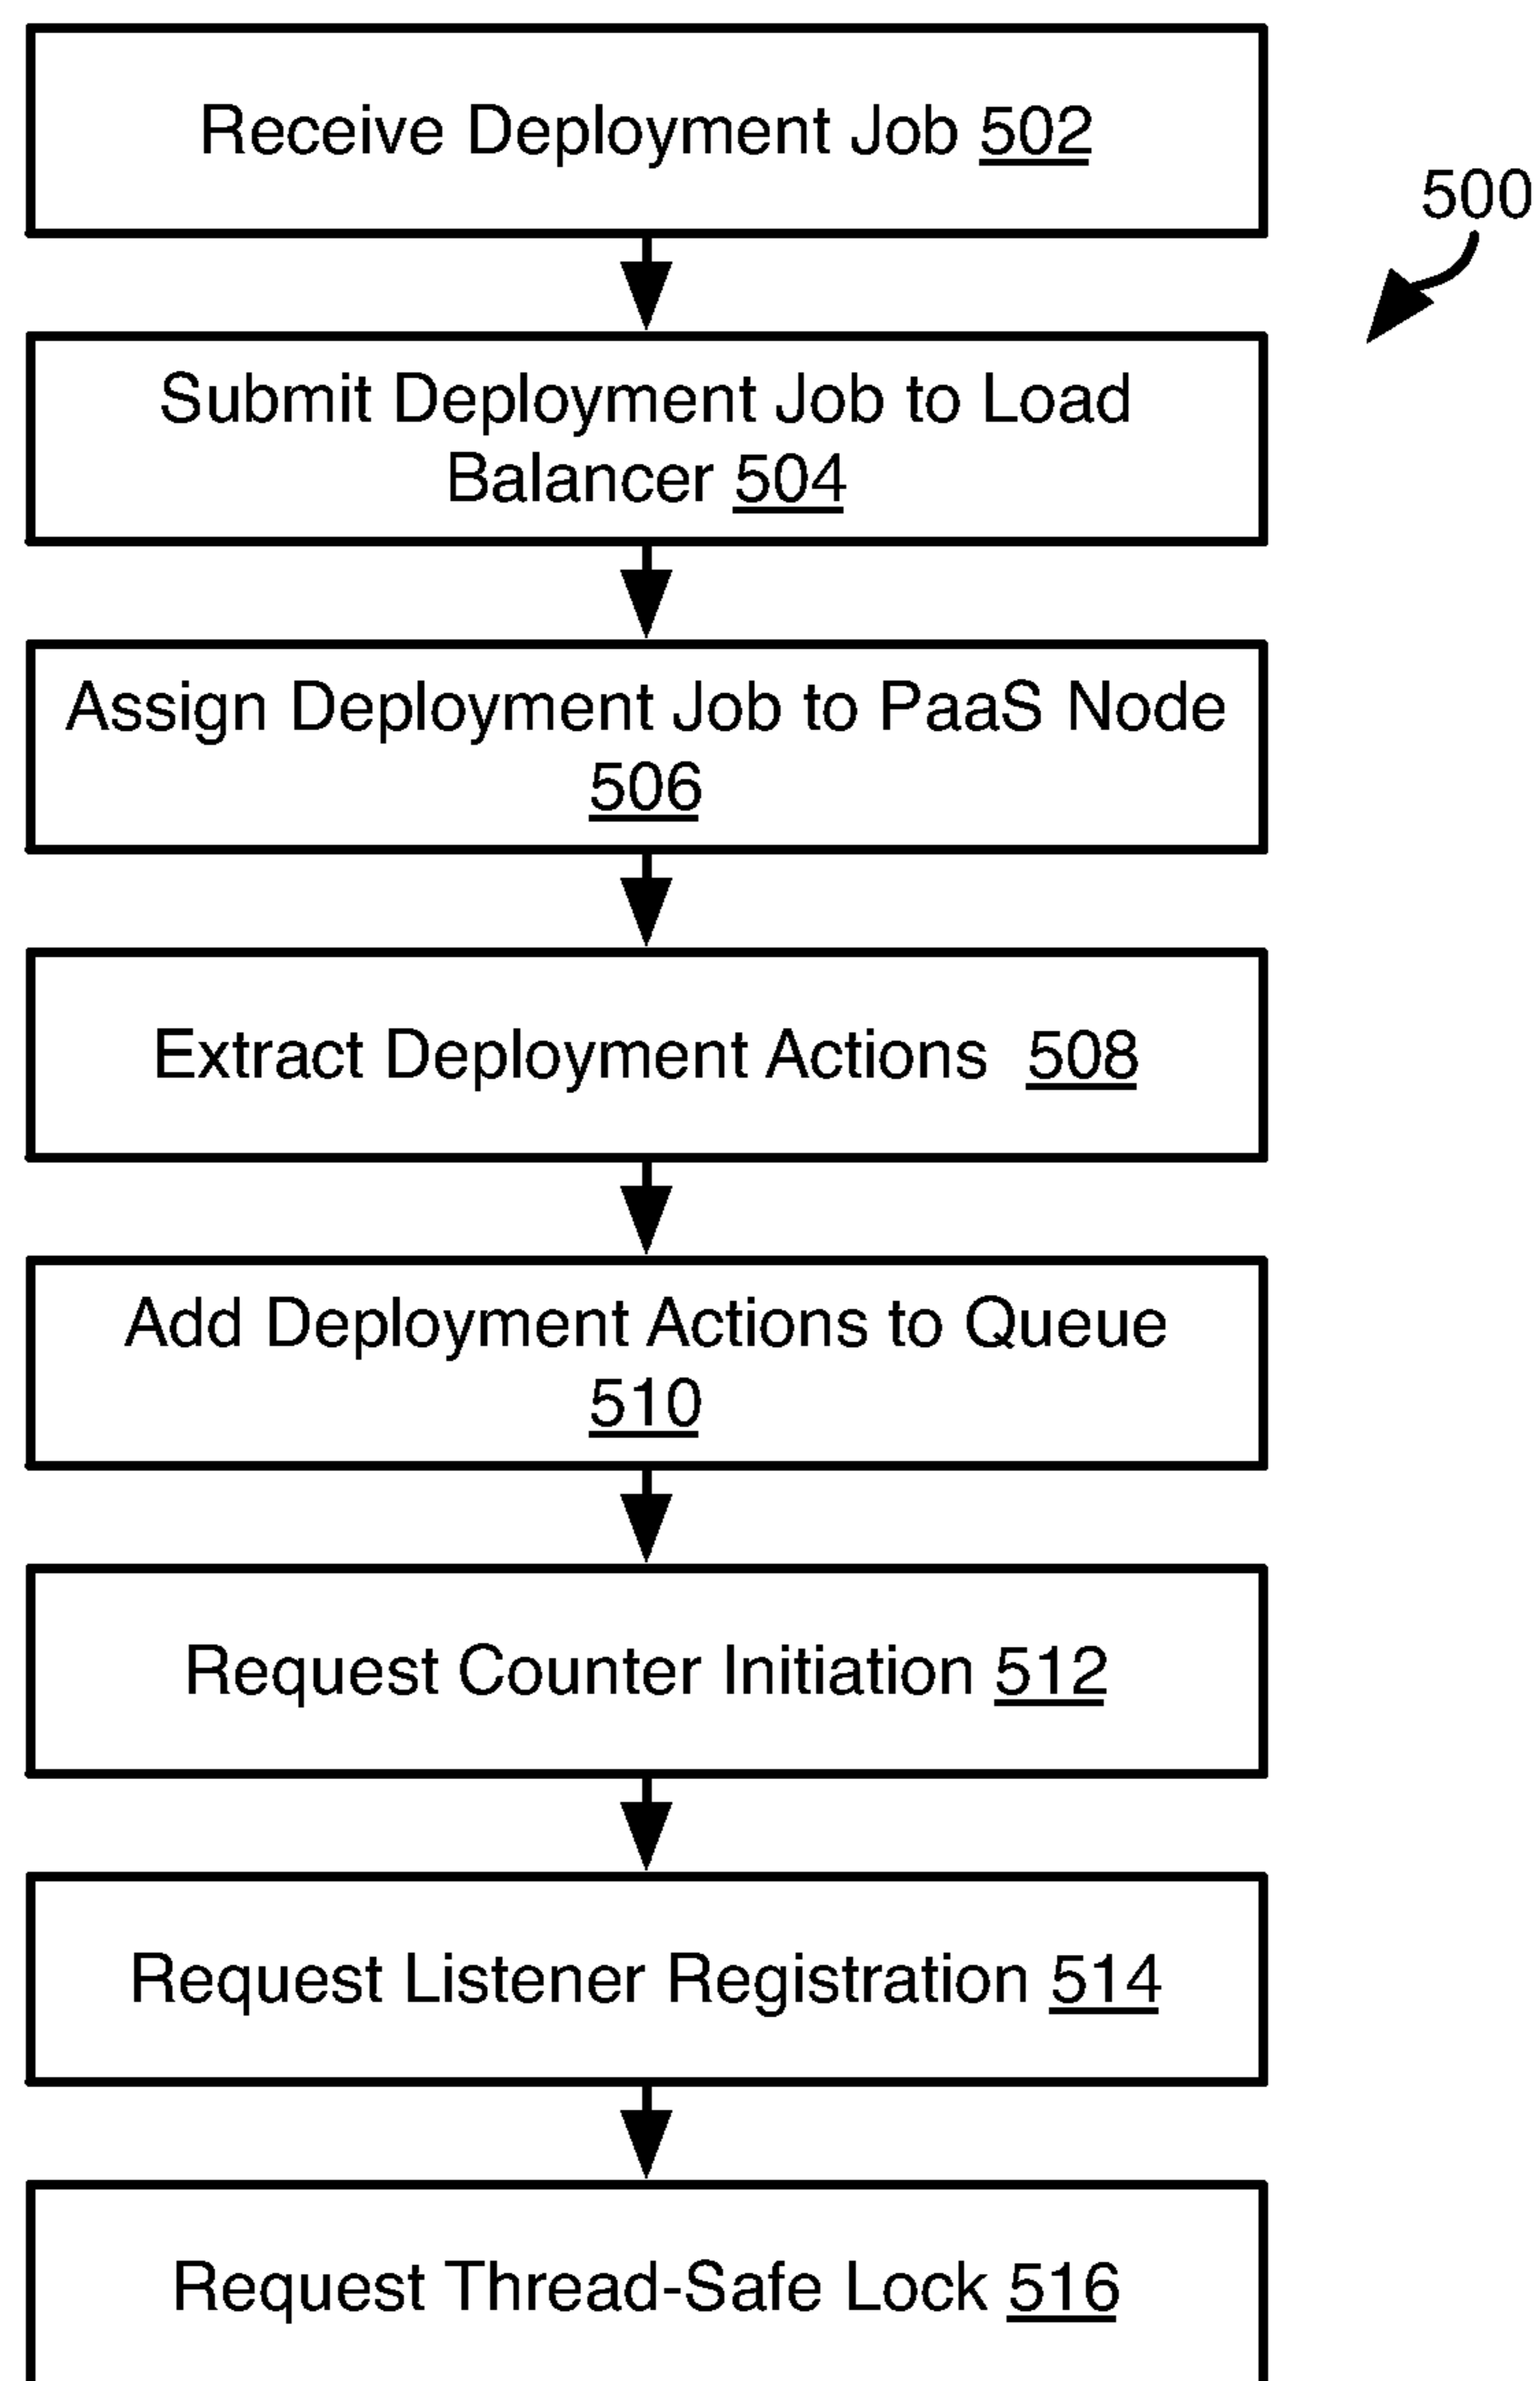 Receive Deployment Job 502
500
Submit Deployment Job to Load
Balancer 504
Assign Deployment Job to PaaS Node
506
Extract Deployment Actions 508
Add Deployment Actions to Queue
510
Request Counter Initiation 512
Request Listener Registration 514
Request Thread-Safe Lock 516